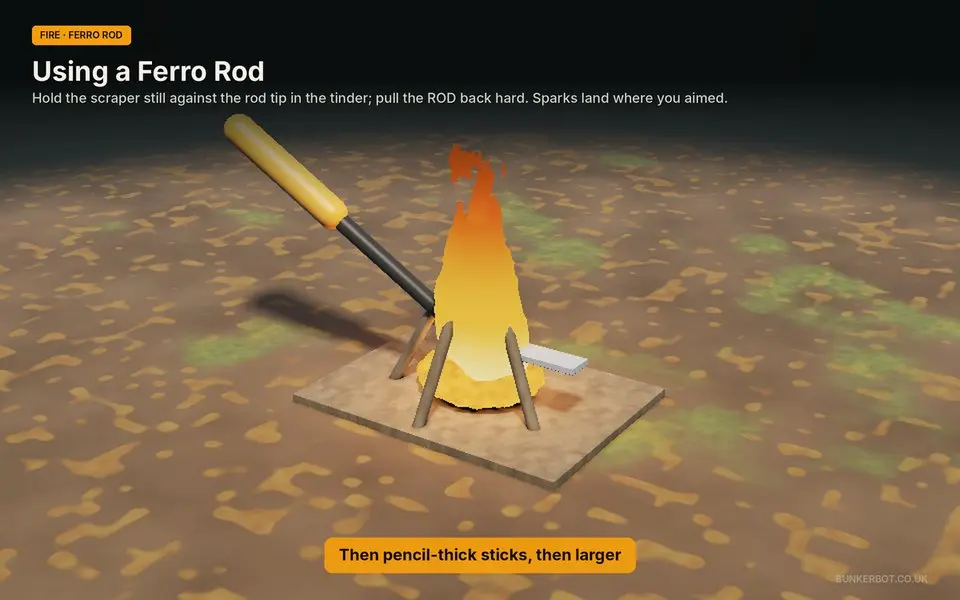 FIRE · FERRO ROD
Using a Ferro Rod
Hold the scraper still against the rod tip in the tinder; pull the ROD back hard. Sparks land where you aimed.
Then pencil-thick sticks, then larger
BUNKERBOT.CO.UK